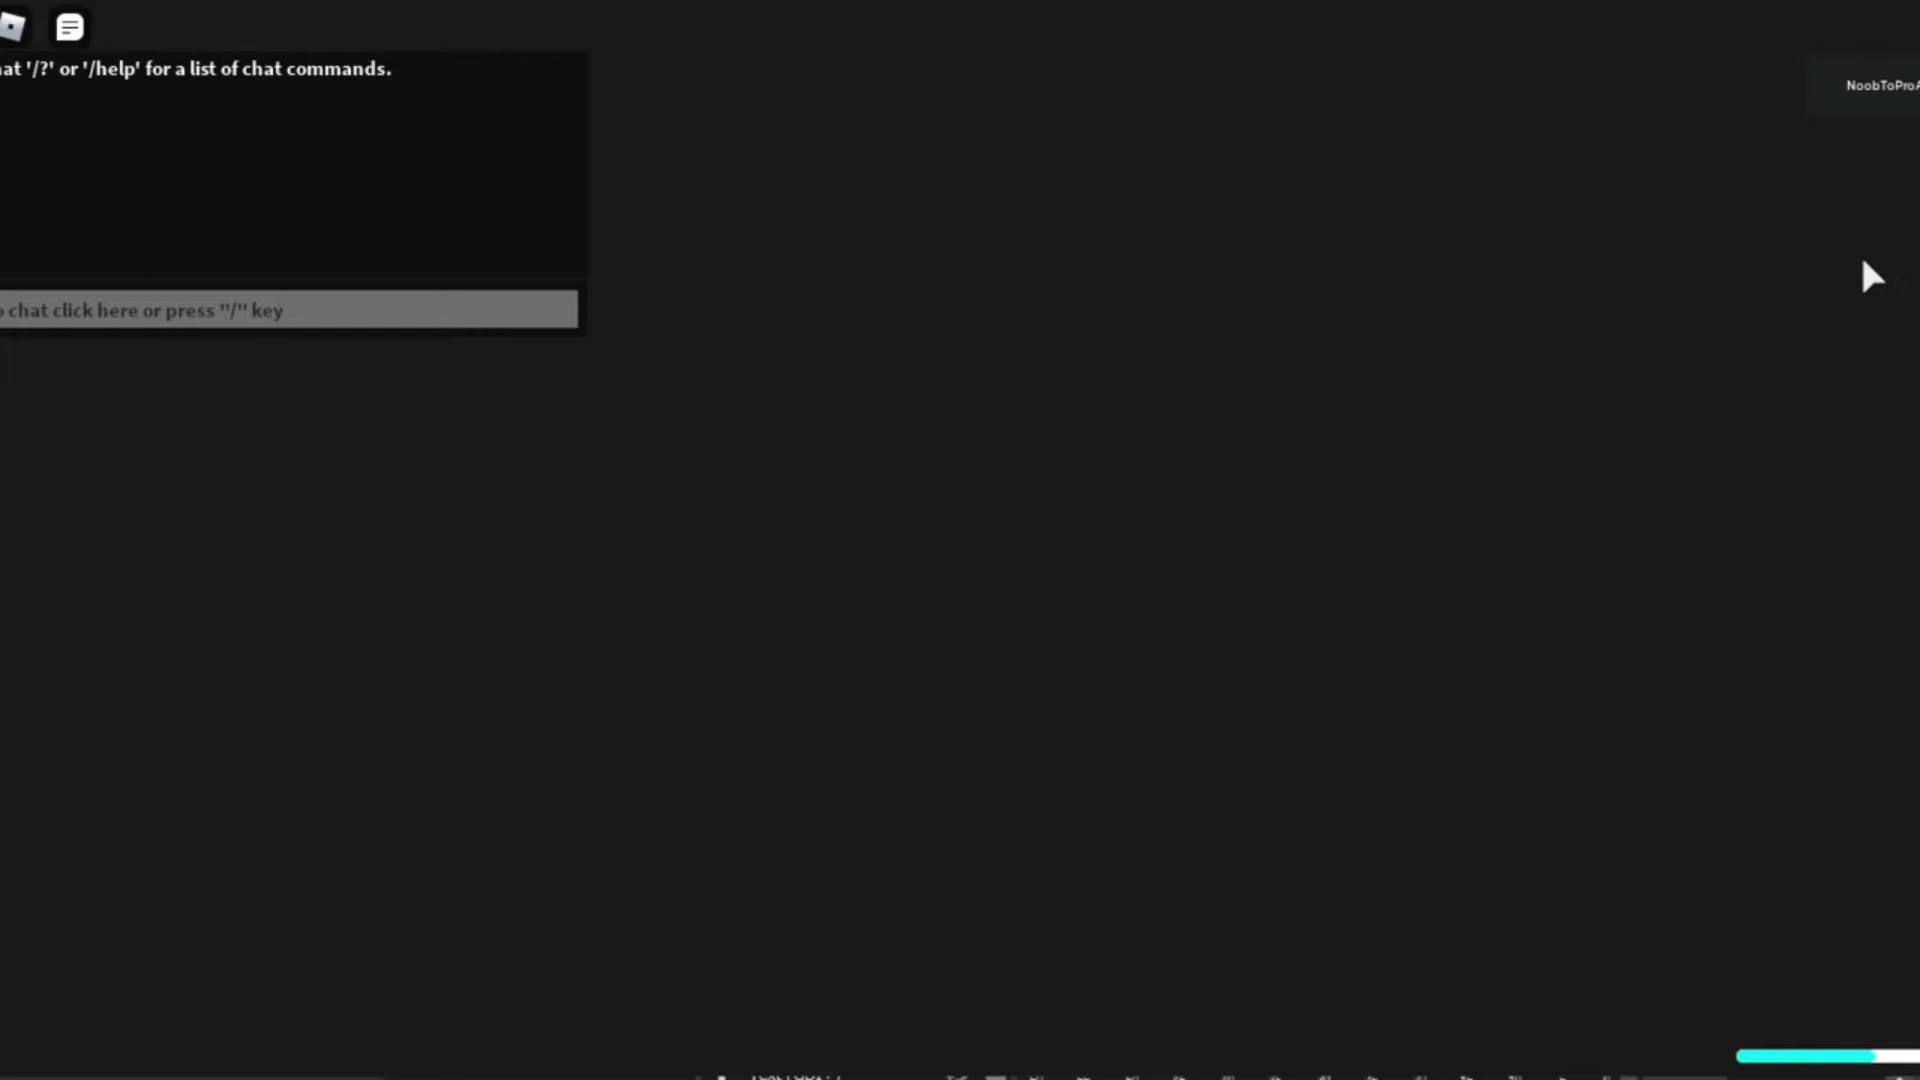 at '/?' or '/help' for a list of chat commands.
NoobToPro
chat click here or press "/" key